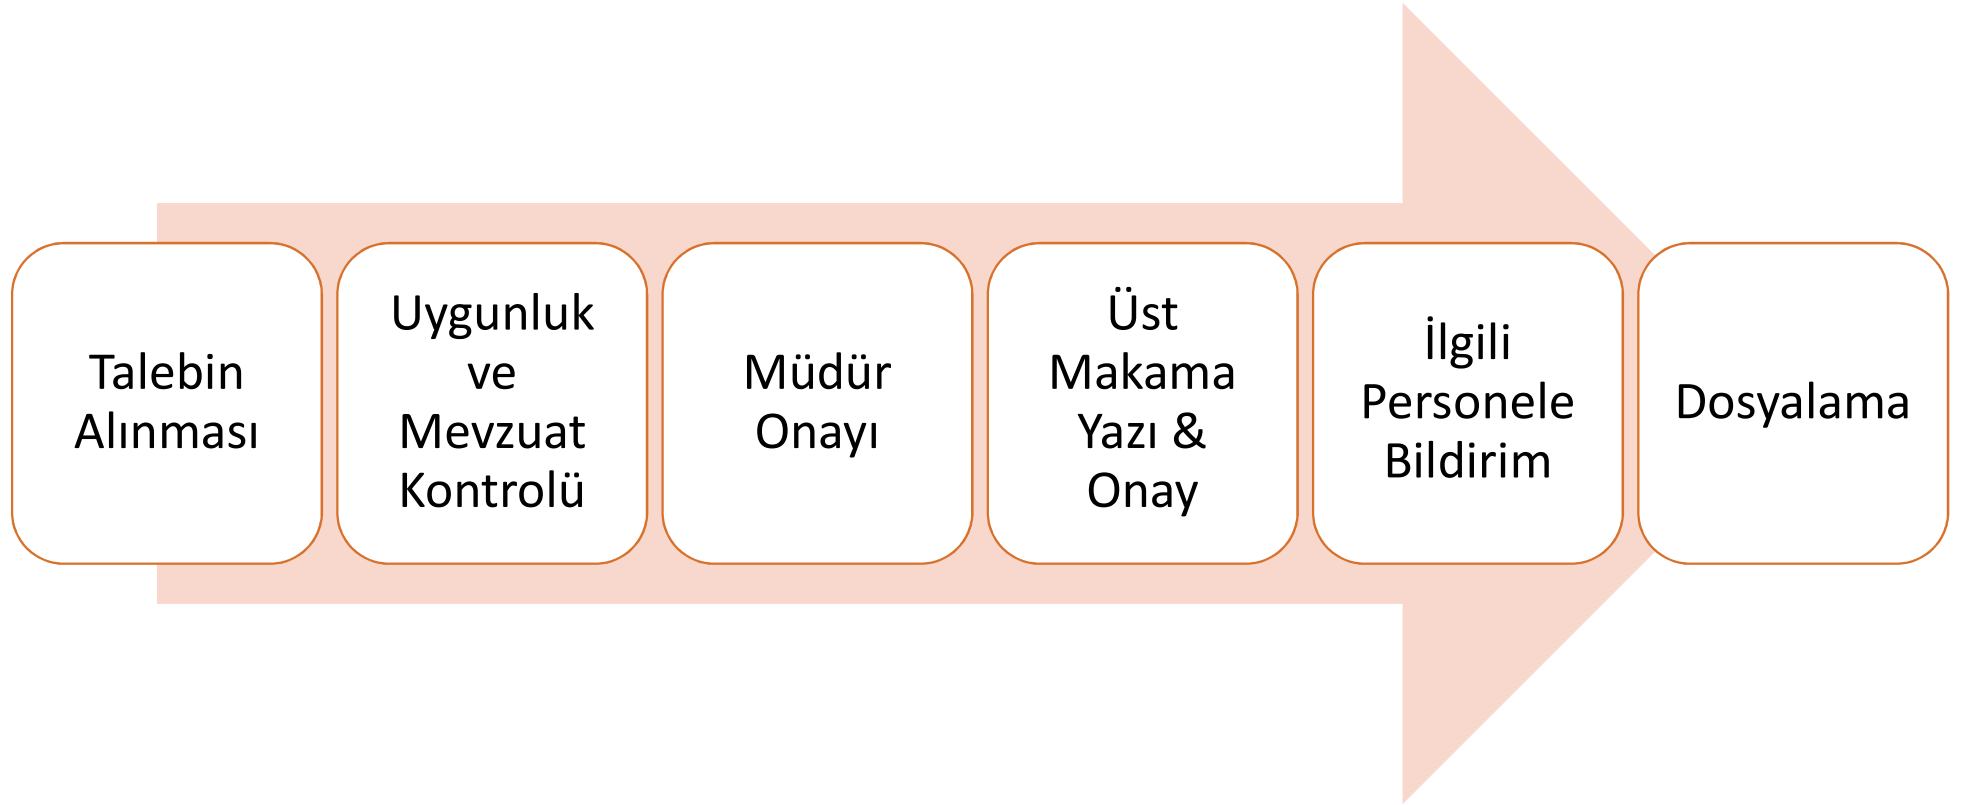 Talebin
Alınması
Uygunluk
ve
Mevzuat
Kontrolü
Müdür
Onayı
Üst
Makama
Yazı &
Onay
İlgili
Personele
Bildirim
Dosyalama